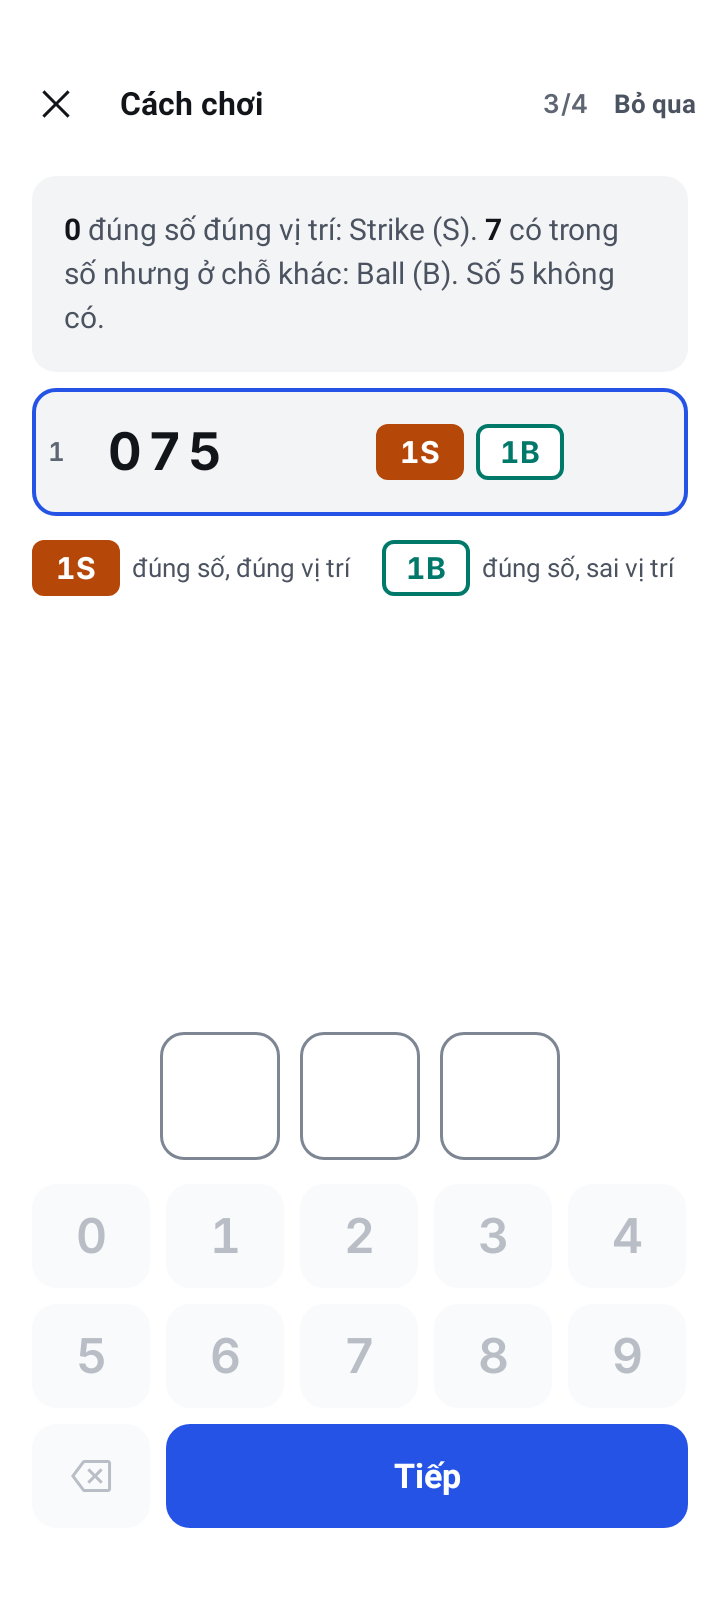 Cách chơi
3/4 Bỏ qua
0 đúng số đúng vị trí: Strike (S). 7 có trong
số nhưng ở chỗ khác: Ball (B). Số 5 không
có.
1 075 1S 1B
1S đúng số, đúng vị trí 1B đúng số, sai vị trí
0 1 2 3 4
5 6 7 8 9
Tiếp